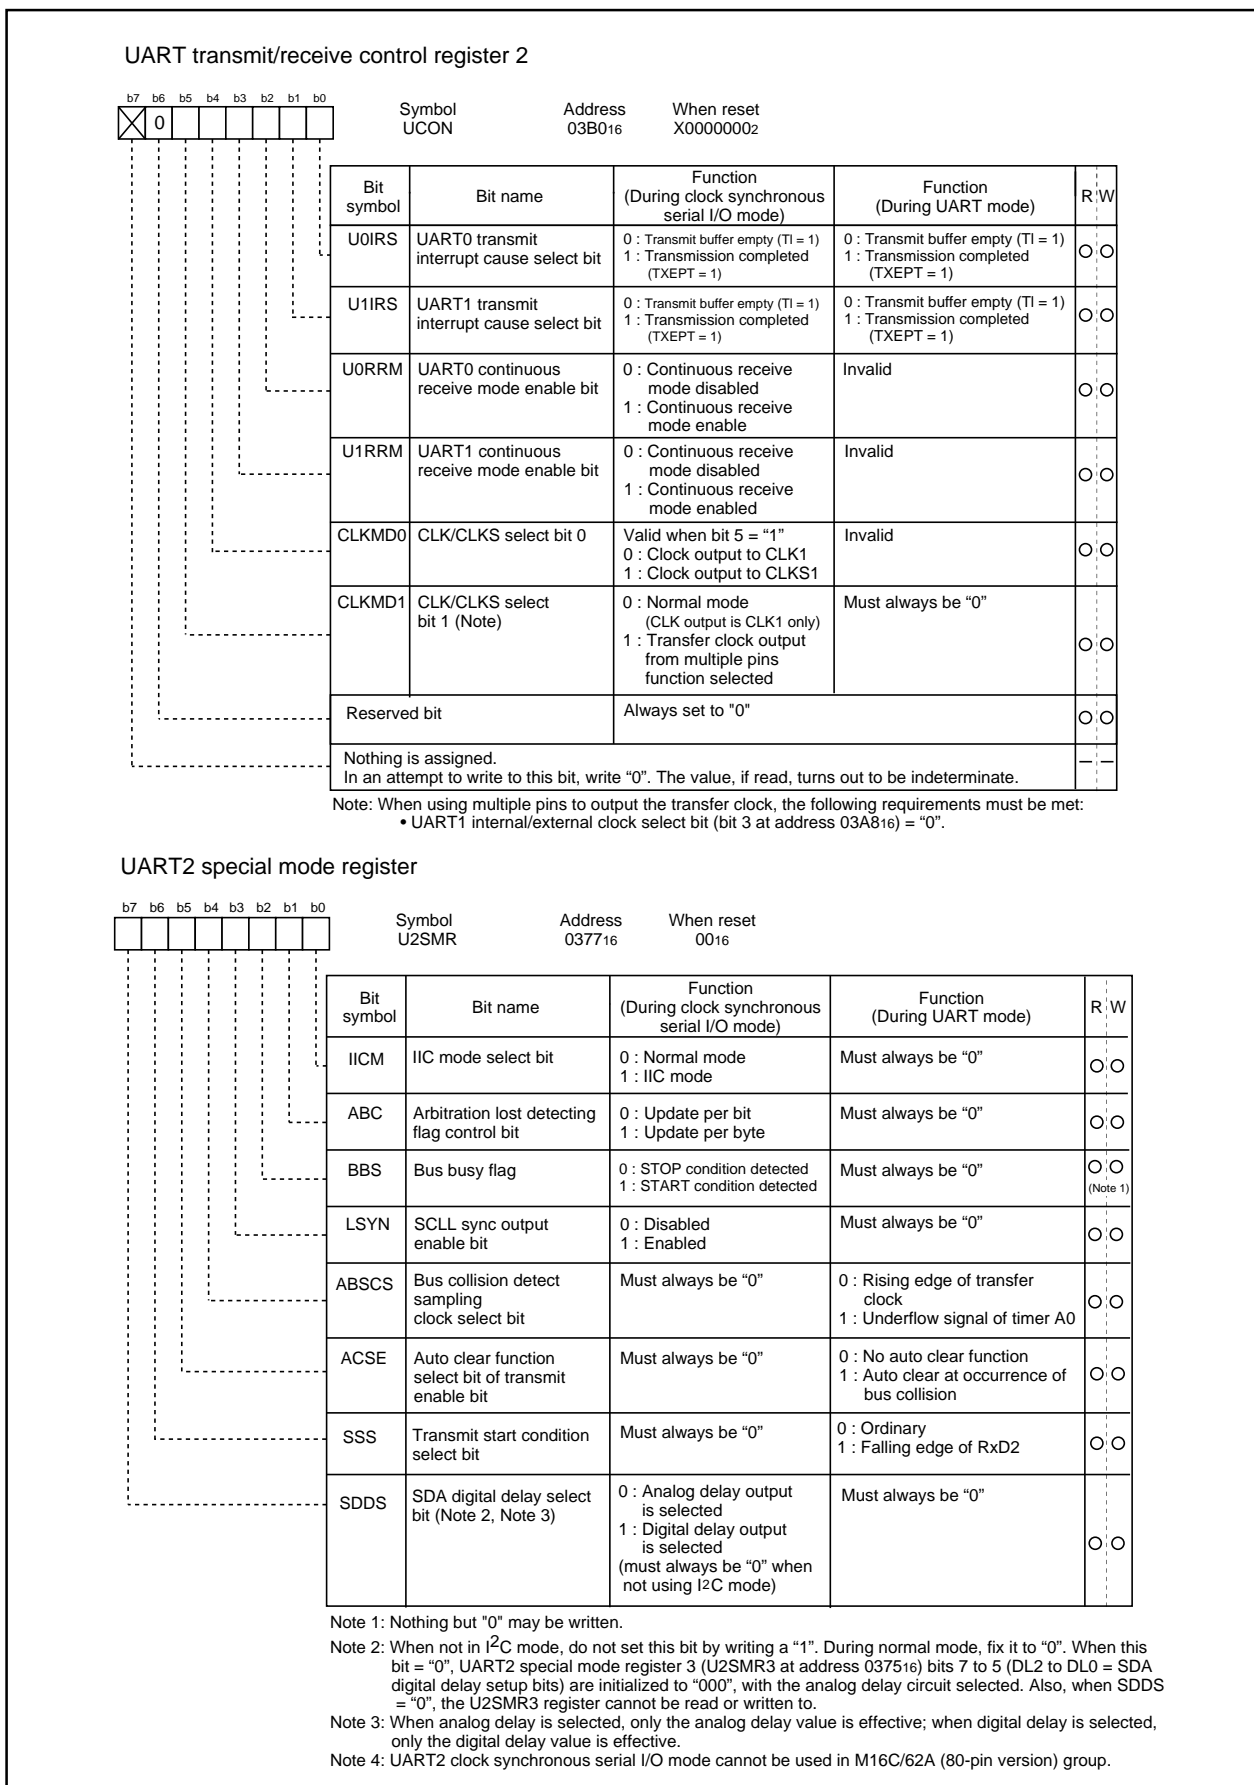 UART transmit/receive control register 2
b7 b6 b5 b4 b3 b2 b1 b0
0
Symbol Address When reset
UCON 03B016 X00000002
Bit symbol
Bit name
Function
(During clock synchronous
serial I/O mode)
Function
(During UART mode)
R W
U0IRS
UART0 transmit
interrupt cause select bit
0 : Transmit buffer empty (TI = 1)
1 : Transmission completed
(TXEPT = 1)
0 : Transmit buffer empty (TI = 1)
1 : Transmission completed
(TXEPT = 1)
U1IRS
UART1 transmit
interrupt cause select bit
0 : Transmit buffer empty (TI = 1)
1 : Transmission completed
(TXEPT = 1)
0 : Transmit buffer empty (TI = 1)
1 : Transmission completed
(TXEPT = 1)
U0RRM
UART0 continuous
receive mode enable bit
0 : Continuous receive
mode disabled
1 : Continuous receive
mode enable
Invalid
U1RRM
UART1 continuous
receive mode enable bit
0 : Continuous receive
mode disabled
1 : Continuous receive
mode enabled
Invalid
CLKMD0
CLK/CLKS select bit 0
Valid when bit 5 = “1”
0 : Clock output to CLK1
1 : Clock output to CLKS1
Invalid
CLKMD1
CLK/CLKS select
bit 1 (Note)
0 : Normal mode
(CLK output is CLK1 only)
1 : Transfer clock output
from multiple pins
function selected
Must always be “0”
Reserved bit
Always set to "0"
Nothing is assigned.
In an attempt to write to this bit, write “0”. The value, if read, turns out to be indeterminate.
– –
Note: When using multiple pins to output the transfer clock, the following requirements must be met:
• UART1 internal/external clock select bit (bit 3 at address 03A816) = “0”.
UART2 special mode register
b7 b6 b5 b4 b3 b2 b1 b0
Symbol Address When reset
U2SMR 037716 0016
Bit
symbol
Bit name
Function
(During clock synchronous
serial I/O mode)
Function
(During UART mode)
R W
IICM
IIC mode select bit
0 : Normal mode
1 : IIC mode
Must always be “0”
ABC
Arbitration lost detecting
flag control bit
0 : Update per bit
1 : Update per byte
Must always be “0”
BBS
Bus busy flag
0 : STOP condition detected
1 : START condition detected
Must always be “0”
(Note 1)
LSYN
SCLL sync output
enable bit
0 : Disabled
1 : Enabled
Must always be “0”
ABSCS
Bus collision detect
sampling
clock select bit
Must always be “0”
0 : Rising edge of transfer
clock
1 : Underflow signal of timer A0
ACSE
Auto clear function
select bit of transmit
enable bit
Must always be “0”
0 : No auto clear function
1 : Auto clear at occurrence of
bus collision
SSS
Transmit start condition
select bit
Must always be “0”
0 : Ordinary
1 : Falling edge of RxD2
SDDS
SDA digital delay select
bit (Note 2, Note 3)
0 : Analog delay output
is selected
1 : Digital delay output
is selected
(must always be “0” when
not using I2C mode)
Must always be “0”
Note 1: Nothing but "0" may be written.
Note 2: When not in I2C mode, do not set this bit by writing a “1”. During normal mode, fix it to “0”. When this
bit = “0”, UART2 special mode register 3 (U2SMR3 at address 037516) bits 7 to 5 (DL2 to DL0 = SDA
digital delay setup bits) are initialized to “000”, with the analog delay circuit selected. Also, when SDDS
= “0”, the U2SMR3 register cannot be read or written to.
Note 3: When analog delay is selected, only the analog delay value is effective; when digital delay is selected,
only the digital delay value is effective.
Note 4: UART2 clock synchronous serial I/O mode cannot be used in M16C/62A (80-pin version) group.